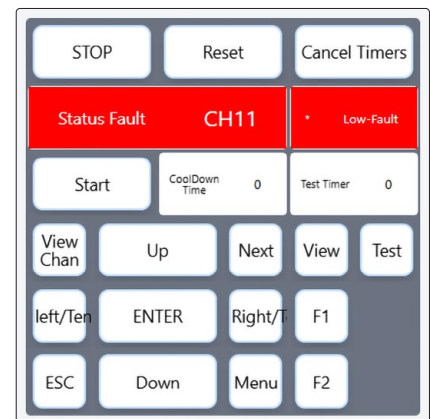 STOP Reset Cancel Timers
Status Fault CH11 * Low-Fault
Start CoolDown Time 0 Test Timer 0
View Chan Up Next View Test
left/Ten ENTER Right/T F1
ESC Down Menu F2